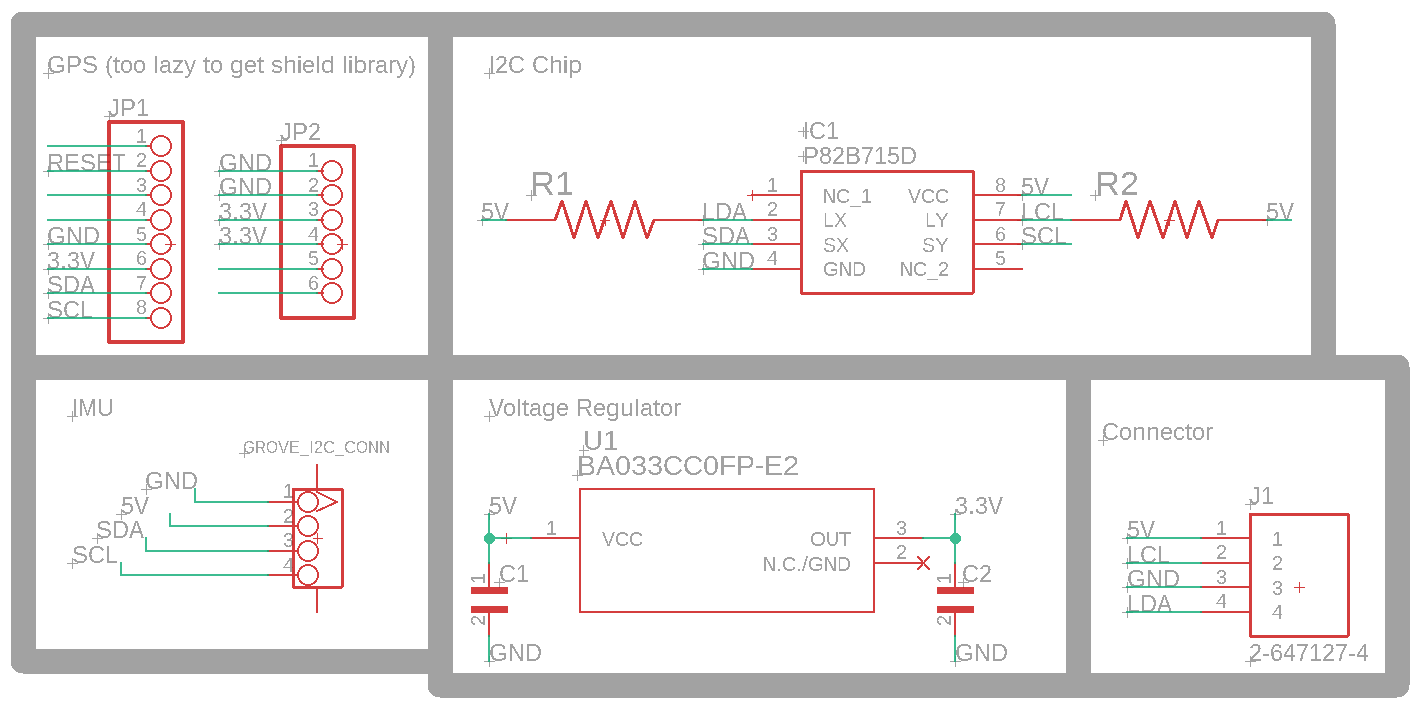 GPS (too lazy to get shield library)
JP1
1
RESET 2
3
4
GND 5
3.3V 6
SDA 7
SCL 8
JP2
GND 1
GND 2
3.3V 3
3.3V 4
5
6
I2C Chip
IC1
P82B715D
R1
5V
1 NC_1 VCC 8 5V
LDA 2 LX LY 7 LCL
SDA 3 SX SY 6 SCL
GND 4 GND NC_2 5
R2
5V
IMU
GROVE_I2C_CONN
GND 1
5V 2
SDA 3
SCL 4
Voltage Regulator
U1
BA033CC0FP-E2
5V
3.3V
1 VCC OUT 3
N.C./GND 2
1 C1
2
GND
1 C2
2
GND
Connector
J1
5V 1 1
LCL 2 2
GND 3 3
LDA 4 4
2-647127-4